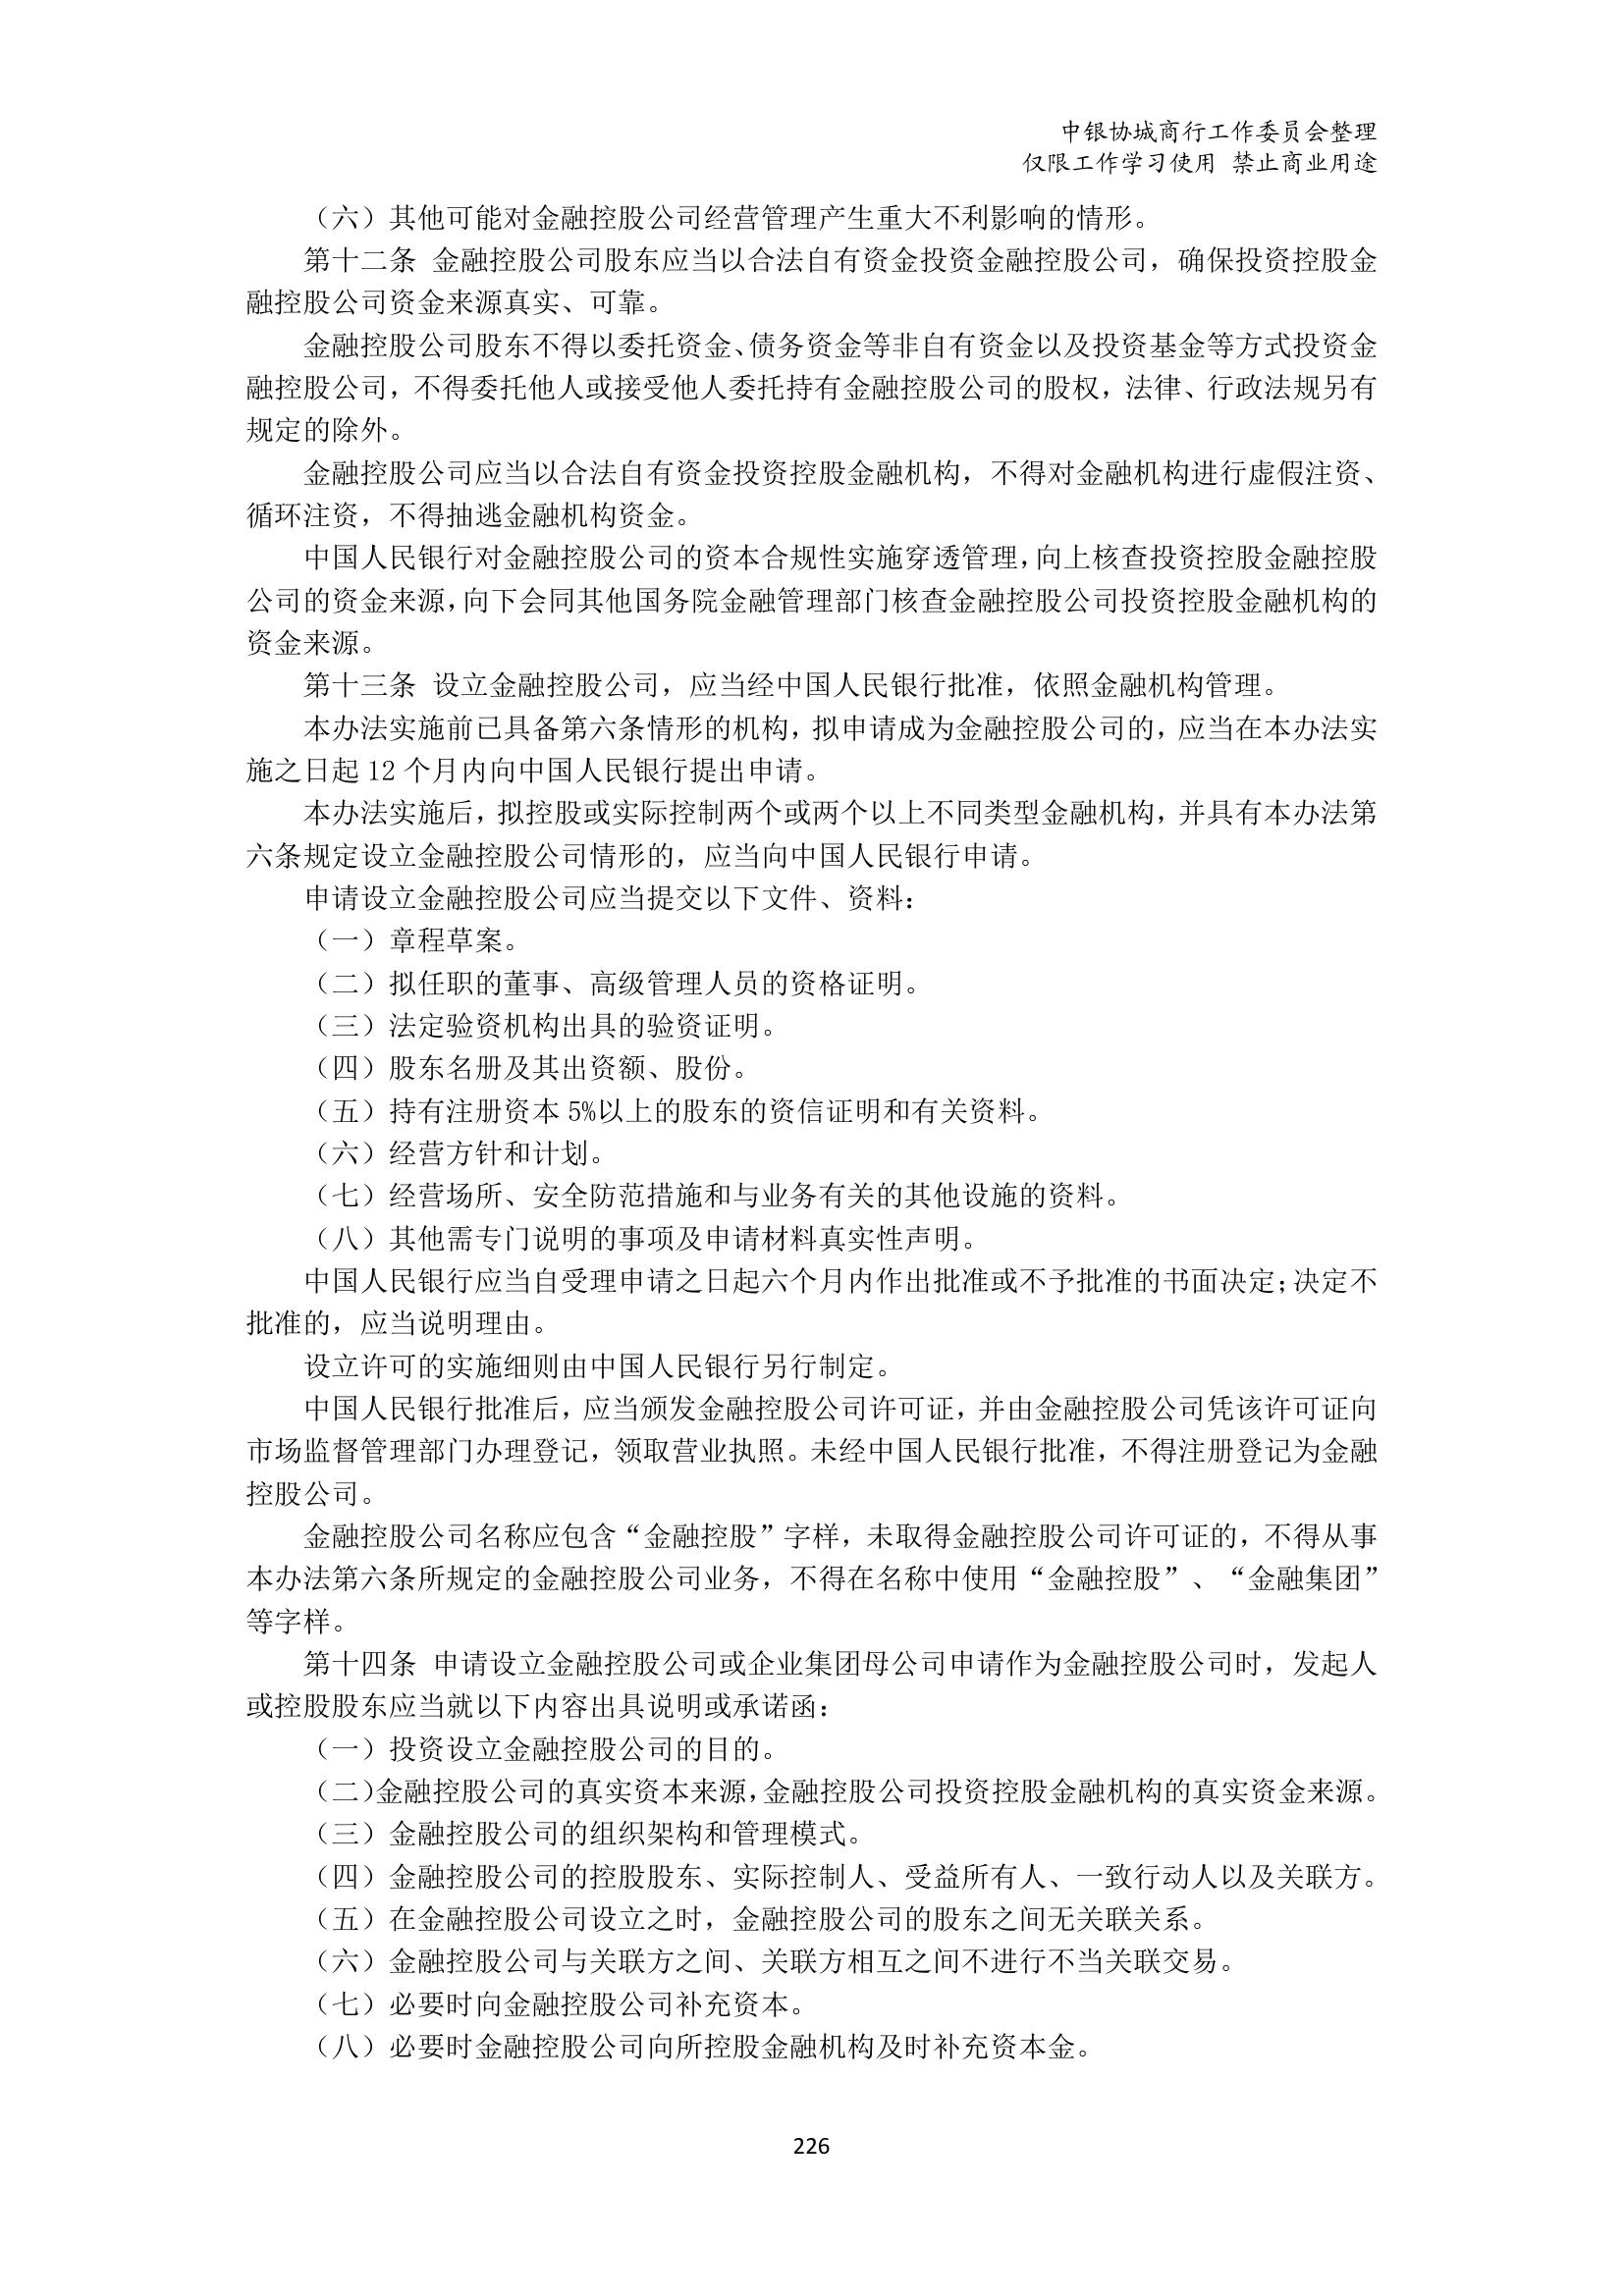 中银协城商行工作委员会整理
仅限工作学习使用 禁止商业用途
（六）其他可能对金融控股公司经营管理产生重大不利影响的情形。
第十二条 金融控股公司股东应当以合法自有资金投资金融控股公司，确保投资控股金
融控股公司资金来源真实、可靠。
金融控股公司股东不得以委托资金、债务资金等非自有资金以及投资基金等方式投资金
融控股公司，不得委托他人或接受他人委托持有金融控股公司的股权，法律、行政法规另有
规定的除外。
金融控股公司应当以合法自有资金投资控股金融机构，不得对金融机构进行虚假注资、
循环注资，不得抽逃金融机构资金。
中国人民银行对金融控股公司的资本合规性实施穿透管理，向上核查投资控股金融控股
公司的资金来源，向下会同其他国务院金融管理部门核查金融控股公司投资控股金融机构的
资金来源。
第十三条 设立金融控股公司，应当经中国人民银行批准，依照金融机构管理。
本办法实施前已具备第六条情形的机构，拟申请成为金融控股公司的，应当在本办法实
施之日起 12 个月内向中国人民银行提出申请。
本办法实施后，拟控股或实际控制两个或两个以上不同类型金融机构，并具有本办法第
六条规定设立金融控股公司情形的，应当向中国人民银行申请。
申请设立金融控股公司应当提交以下文件、资料：
（一）章程草案。
（二）拟任职的董事、高级管理人员的资格证明。
（三）法定验资机构出具的验资证明。
（四）股东名册及其出资额、股份。
（五）持有注册资本 5%以上的股东的资信证明和有关资料。
（六）经营方针和计划。
（七）经营场所、安全防范措施和与业务有关的其他设施的资料。
（八）其他需专门说明的事项及申请材料真实性声明。
中国人民银行应当自受理申请之日起六个月内作出批准或不予批准的书面决定；决定不
批准的，应当说明理由。
设立许可的实施细则由中国人民银行另行制定。
中国人民银行批准后，应当颁发金融控股公司许可证，并由金融控股公司凭该许可证向
市场监督管理部门办理登记，领取营业执照。未经中国人民银行批准，不得注册登记为金融
控股公司。
金融控股公司名称应包含“金融控股”字样，未取得金融控股公司许可证的，不得从事
本办法第六条所规定的金融控股公司业务，不得在名称中使用“金融控股”、“金融集团”
等字样。
第十四条 申请设立金融控股公司或企业集团母公司申请作为金融控股公司时，发起人
或控股股东应当就以下内容出具说明或承诺函：
（一）投资设立金融控股公司的目的。
（二）金融控股公司的真实资本来源，金融控股公司投资控股金融机构的真实资金来源。
（三）金融控股公司的组织架构和管理模式。
（四）金融控股公司的控股股东、实际控制人、受益所有人、一致行动人以及关联方。
（五）在金融控股公司设立之时，金融控股公司的股东之间无关联关系。
（六）金融控股公司与关联方之间、关联方相互之间不进行不当关联交易。
（七）必要时向金融控股公司补充资本。
（八）必要时金融控股公司向所控股金融机构及时补充资本金。
226